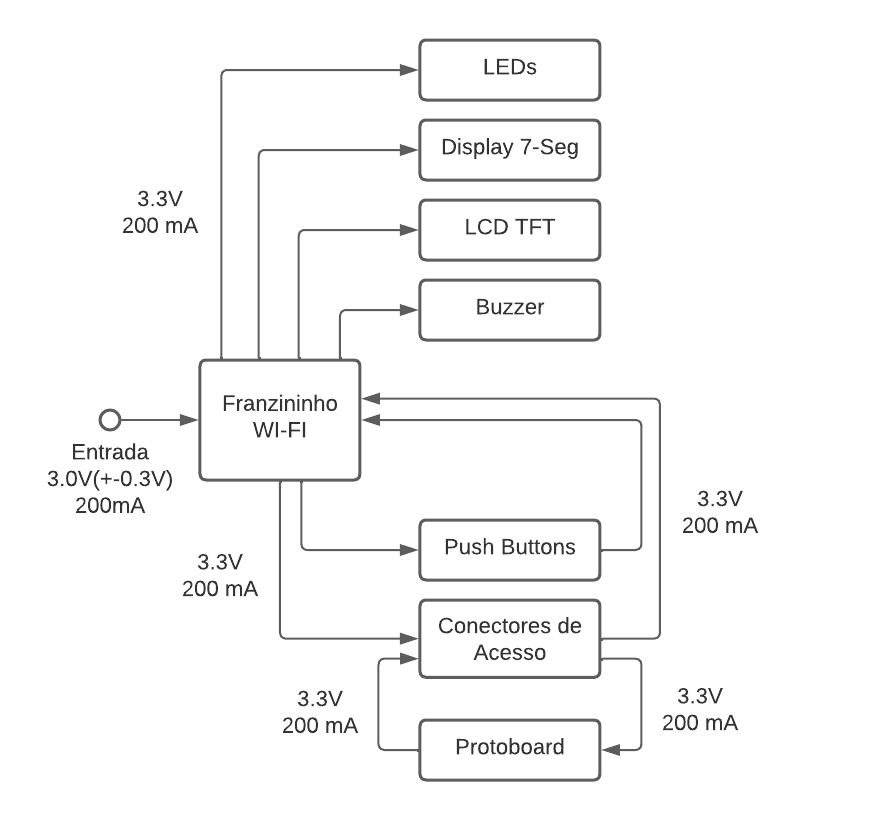 LEDs
Display 7-Seg
3.3V
200 mA
LCD TFT
Buzzer
Franzininho
WI-FI
Entrada
3.0V(+-0.3V)
200mA
3.3V
200 mA
Push Buttons
3.3V
200 mA
Conectores de
Acesso
3.3V
200 mA
3.3V
200 mA
Protoboard